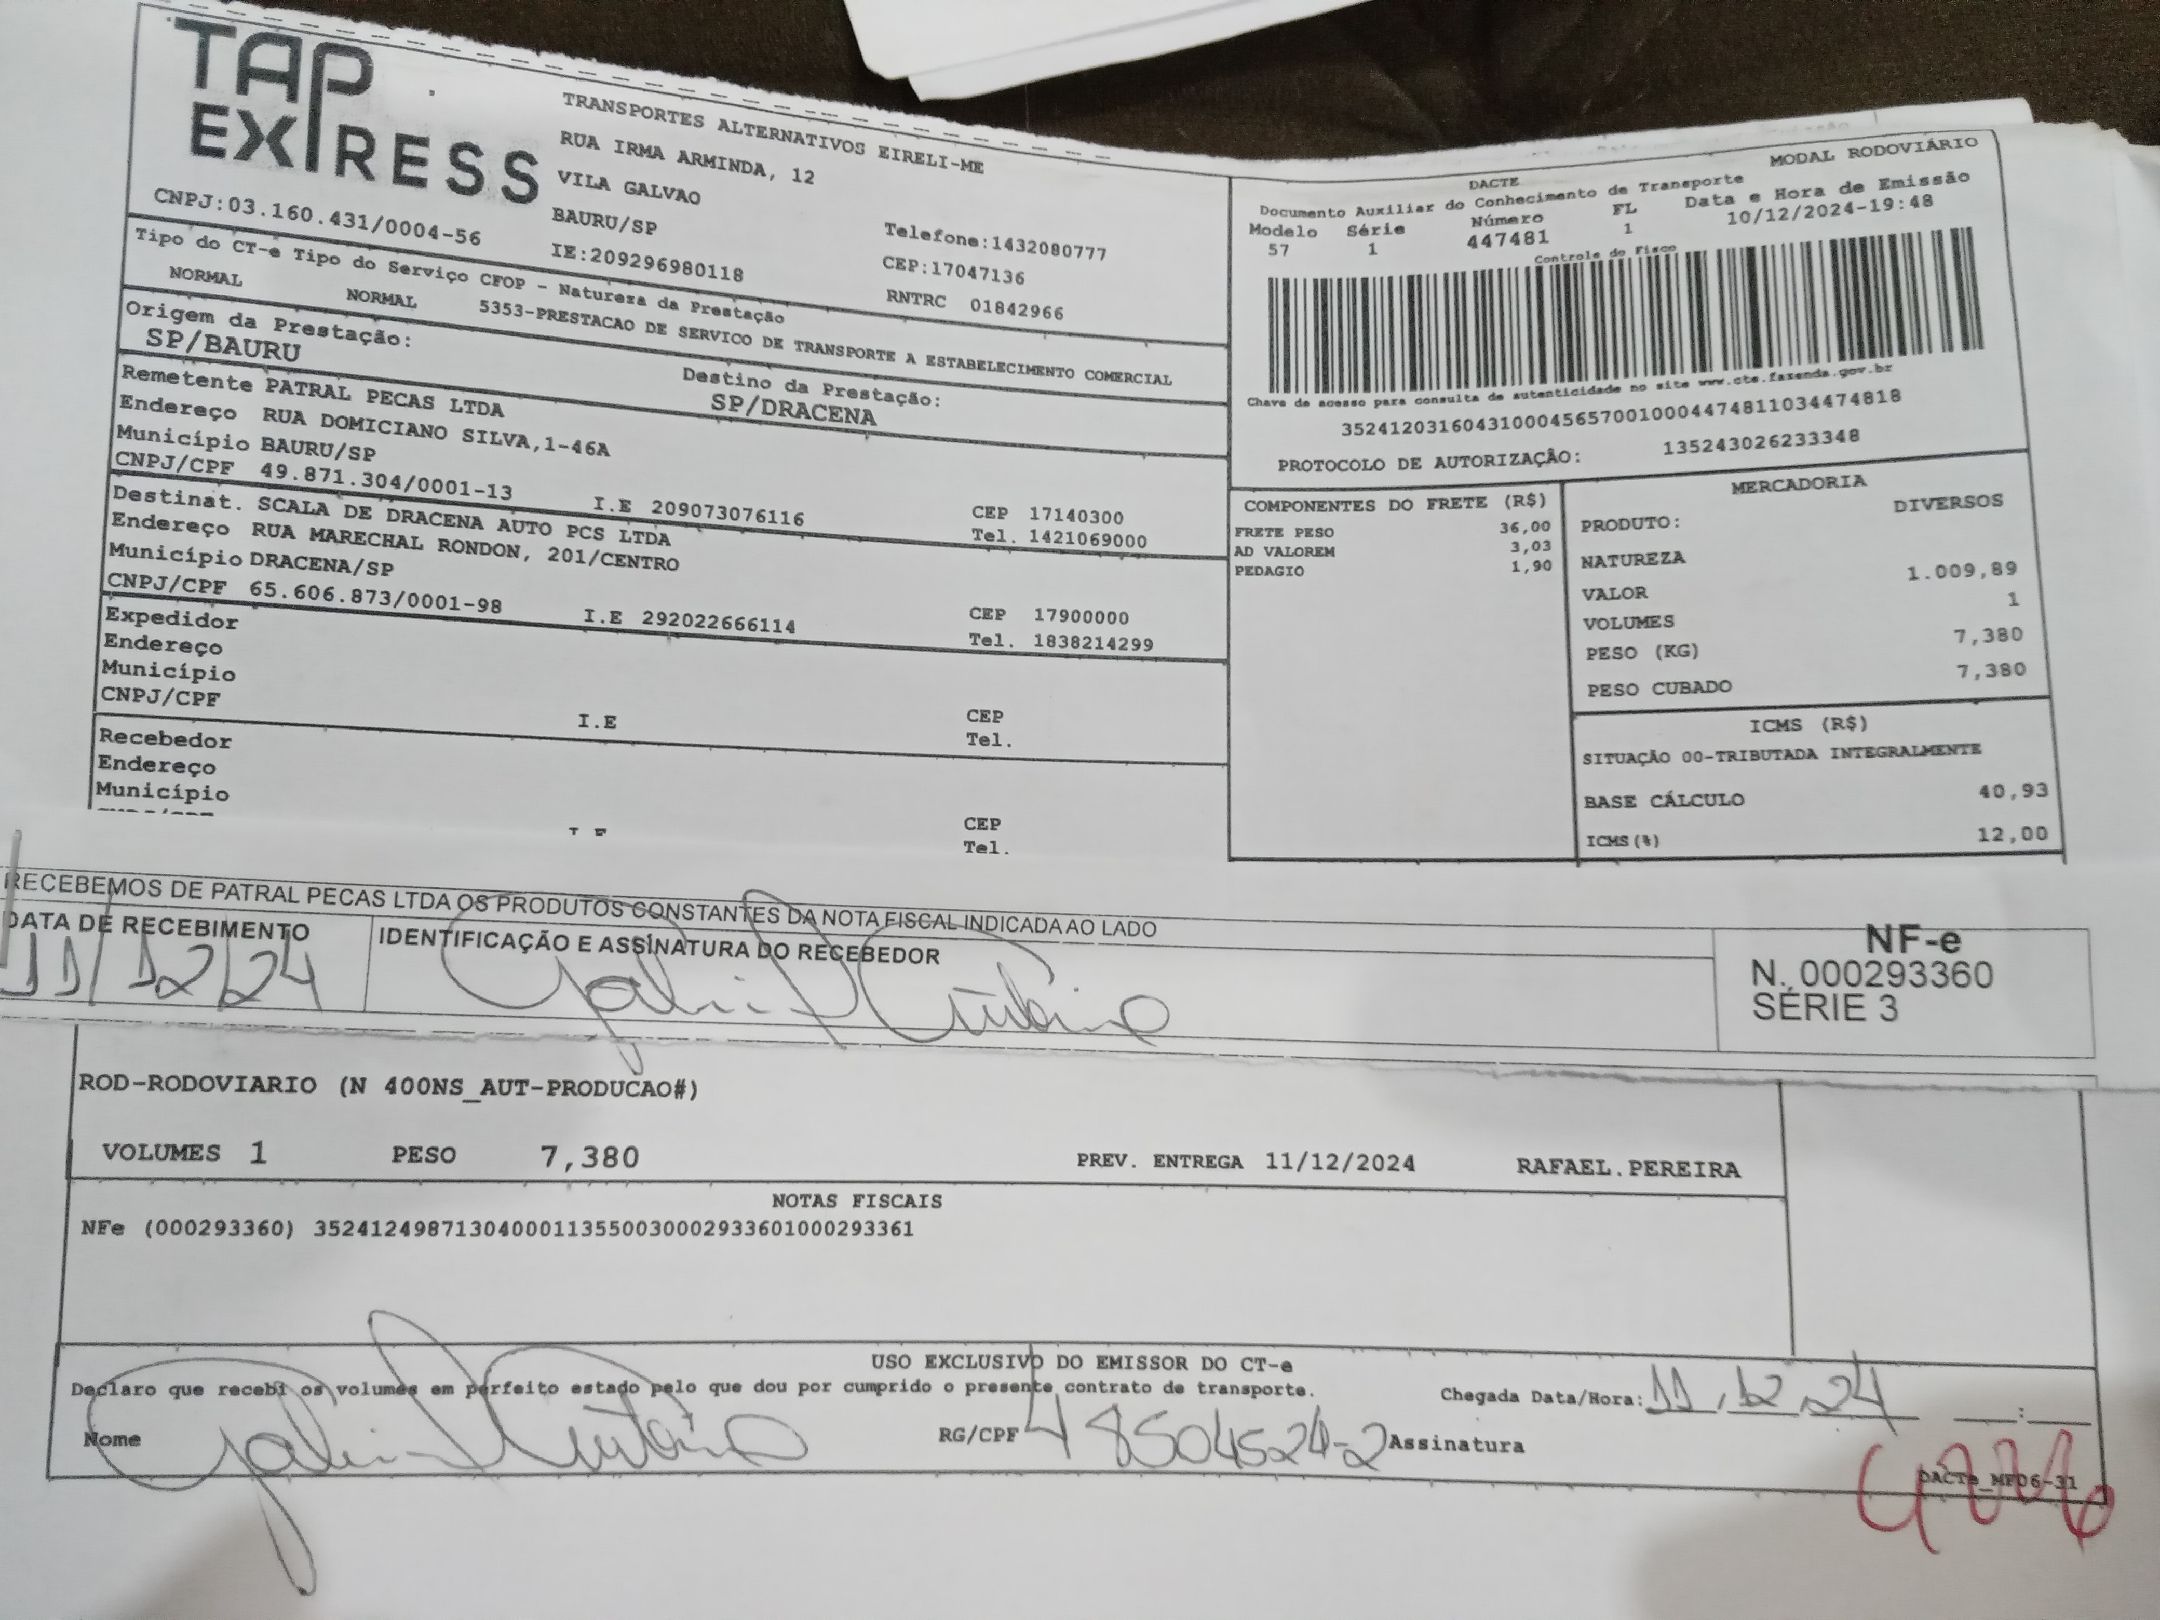 TAP
EXPRESS
CNPJ:03.160.431/0004-56
TRANSPORTES ALTERNATIVOS EIRELI-ME
RUA IRMA ARMINDA, 12
VILA GALVAO
BAURU/SP
IE:209296980118
Telefone:1432080777
CEP:17047136
RNTRC 01842966
DACTE
MODAL RODOVIÁRIO
Documento Auxiliar do Conhecimento de Transporte
Modelo Série Número FL Data e Hora de Emissão
57 1 447481 1 10/12/2024-19:48
Controle do Fisco
Chave de acesso para consulta de autenticidade no site www.cte.fazenda.gov.br
35241203160431000456570010004474811034474818
PROTOCOLO DE AUTORIZAÇÃO: 135243026233348
Tipo do CT-e Tipo do Serviço CFOP - Natureza da Prestação
NORMAL NORMAL 5353-PRESTACAO DE SERVICO DE TRANSPORTE A ESTABELECIMENTO COMERCIAL
Origem da Prestação: Destino da Prestação:
SP/BAURU SP/DRACENA
Remetente PATRAL PECAS LTDA
Endereço RUA DOMICIANO SILVA,1-46A
Município BAURU/SP CEP 17140300
CNPJ/CPF 49.871.304/0001-13 I.E 209073076116 Tel. 1421069000
Destinat. SCALA DE DRACENA AUTO PCS LTDA
Endereço RUA MARECHAL RONDON, 201/CENTRO
Município DRACENA/SP CEP 17900000
CNPJ/CPF 65.606.873/0001-98 I.E 292022666114 Tel. 1838214299
Expedidor
Endereço
Município CEP
CNPJ/CPF I.E Tel.
Recebedor
Endereço
Município CEP
Tel.
COMPONENTES DO FRETE (R$)
FRETE PESO 36,00
AD VALOREM 3,03
PEDAGIO 1,90
MERCADORIA
PRODUTO: DIVERSOS
NATUREZA
VALOR 1.009,89
VOLUMES 1
PESO (KG) 7,380
PESO CUBADO 7,380
ICMS (R$)
SITUAÇÃO 00-TRIBUTADA INTEGRALMENTE
BASE CÁLCULO 40,93
ICMS(%) 12,00
RECEBEMOS DE PATRAL PECAS LTDA OS PRODUTOS CONSTANTES DA NOTA FISCAL INDICADA AO LADO
DATA DE RECEBIMENTO IDENTIFICAÇÃO E ASSINATURA DO RECEBEDOR
11/12/24
NF-e
N. 000293360
SÉRIE 3
ROD-RODOVIARIO (N 400NS_AUT-PRODUCAO#)
VOLUMES 1 PESO 7,380 PREV. ENTREGA 11/12/2024 RAFAEL.PEREIRA
NOTAS FISCAIS
NFe (000293360) 35241249871304000113550030002933601000293361
USO EXCLUSIVO DO EMISSOR DO CT-e
Declaro que recebi os volumes em perfeito estado pelo que dou por cumprido o presente contrato de transporte.
Chegada Data/Hora: 11.12.24 :
Nome RG/CPF 48504524-2 Assinatura
DACTe_MF06-31